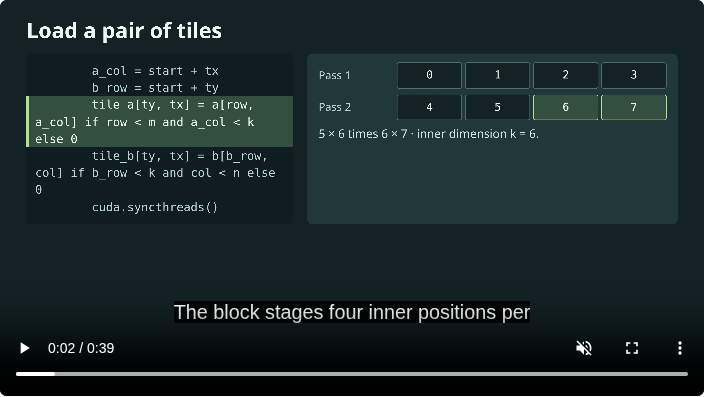 Load a pair of tiles
a_col = start + tx
b_row = start + ty
tile_a[ty, tx] = a[row,
a_col] if row < m and a_col < k
else 0
tile_b[ty, tx] = b[b_row,
col] if b_row < k and col < n else
0
cuda.syncthreads()
Pass 1 0 1 2 3
Pass 2 4 5 6 7
5 × 6 times 6 × 7 · inner dimension k = 6.
The block stages four inner positions per
0:02 / 0:39